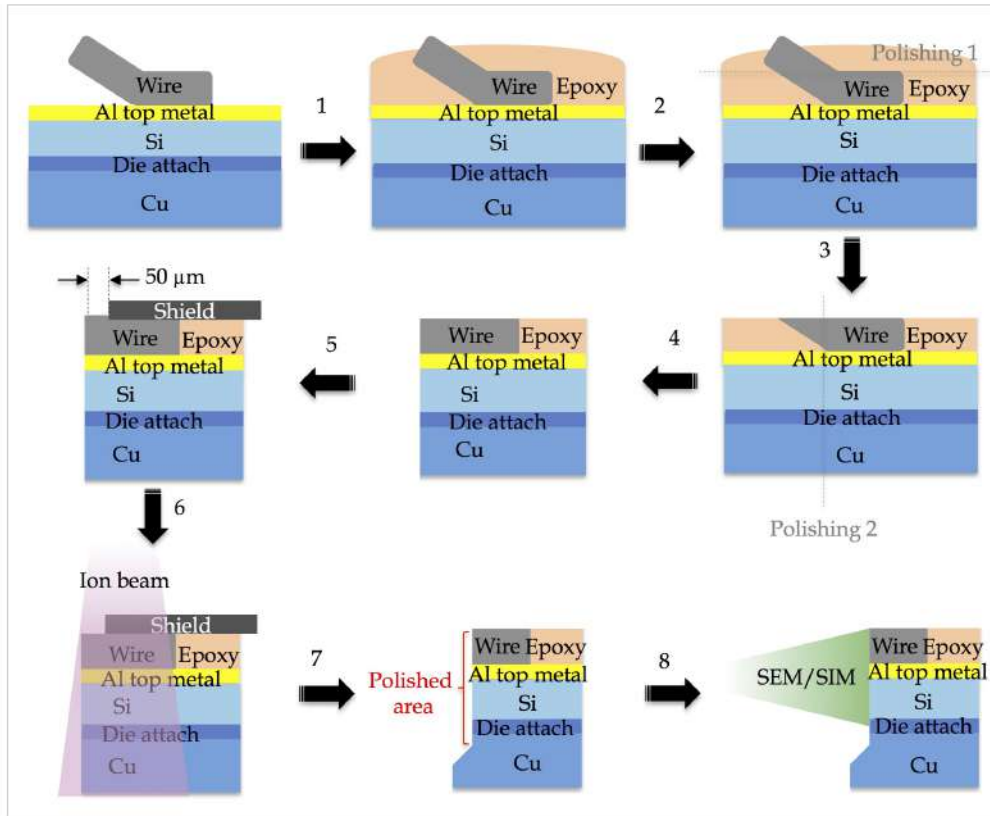 Wire
Al top metal
Si
Die attach
Cu
1
Wire Epoxy
Al top metal
Si
Die attach
Cu
2
Polishing 1
Wire Epoxy
Al top metal
Si
Die attach
Cu
3
50 µm
Shield
Wire Epoxy
Al top metal
Si
Die attach
Cu
5
Wire Epoxy
Al top metal
Si
Die attach
Cu
4
Wire Epoxy
Al top metal
Si
Die attach
Cu
Polishing 2
6
Ion beam
Shield
Wire Epoxy
Al top metal
Si
Die attach
Cu
7
Polished
area
Wire Epoxy
Al top metal
Si
Die attach
Cu
8
SEM/SIM
Wire Epoxy
Al top metal
Si
Die attach
Cu